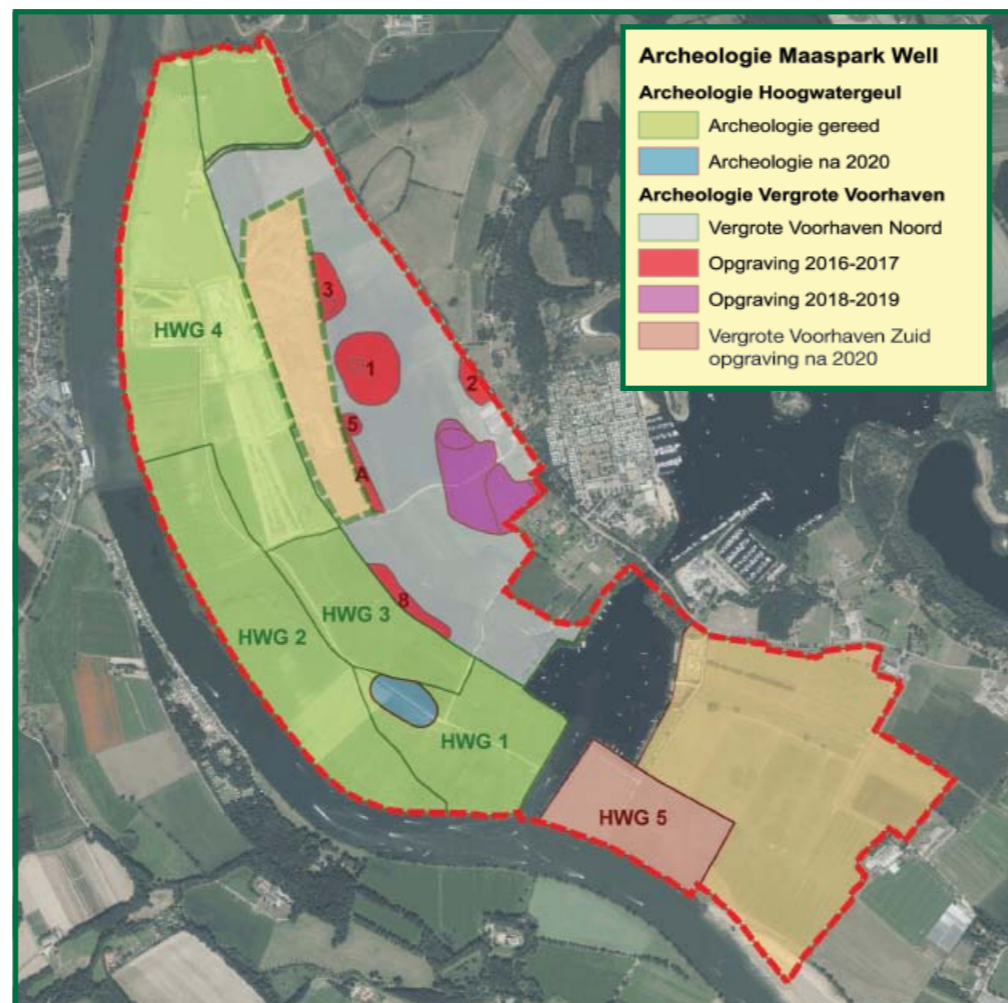 Archeologie Maaspark Well
Archeologie Hoogwatergeul
Archeologie gereed
Archeologie na 2020
Archeologie Vergrote Voorhaven
Vergrote Voorhaven Noord
Opgraving 2016-2017
Opgraving 2018-2019
Vergrote Voorhaven Zuid
opgraving na 2020
3
HWG 4
1
2
5
A
8
HWG 3
HWG 2
HWG 1
HWG 5